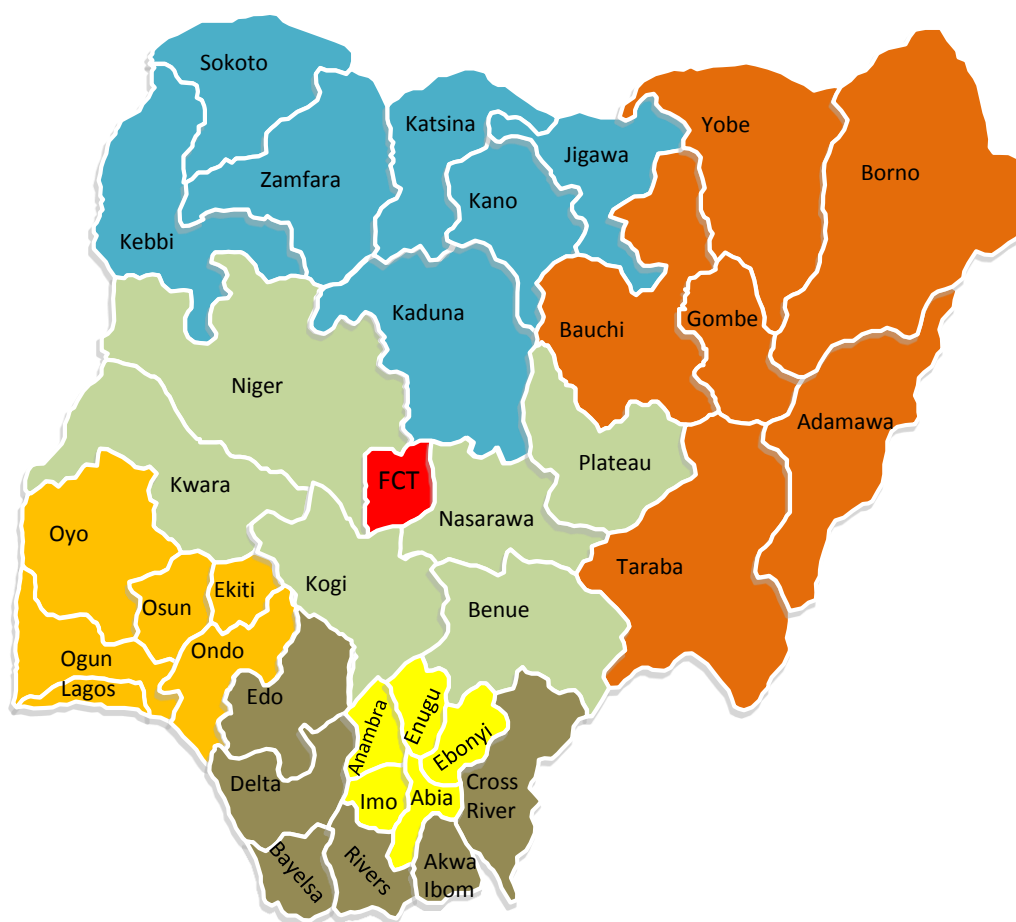 Sokoto
Katsina
Yobe
Jigawa
Borno
Zamfara
Kano
Kebbi
Kaduna
Gombe
Bauchi
Niger
Adamawa
Plateau
FCT
Kwara
Nasarawa
Oyo
Taraba
Kogi
Ekiti
Osun
Benue
Ondo
Ogun
Lagos
Edo
Enugu
Anambra
Ebonyi
Delta
Cross
River
Imo
Abia
Bayelsa
Rivers
Akwa
Ibom